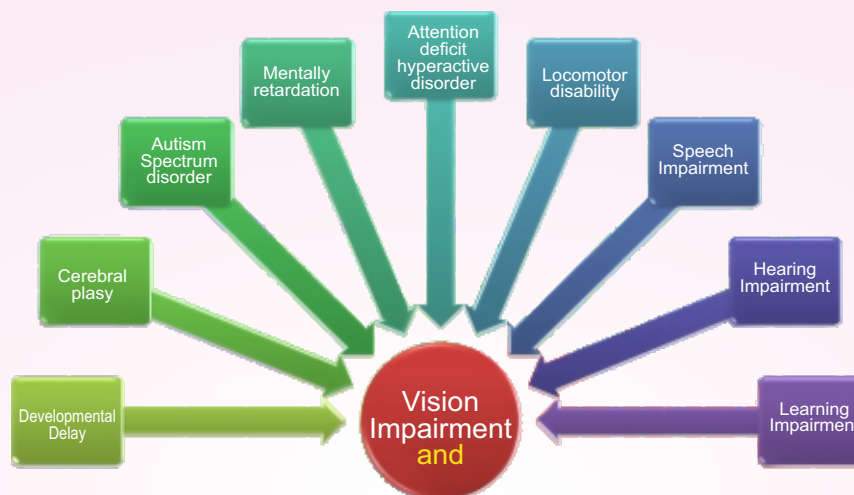 Attention
deficit
hyperactive
disorder
Mentally
retardation
Locomotor
disability
Autism
Spectrum
disorder
Speech
Impairment
Cerebral
plasy
Hearing
Impairment
Developmental
Delay
Vision
Impairment
and
Learning
Impairment